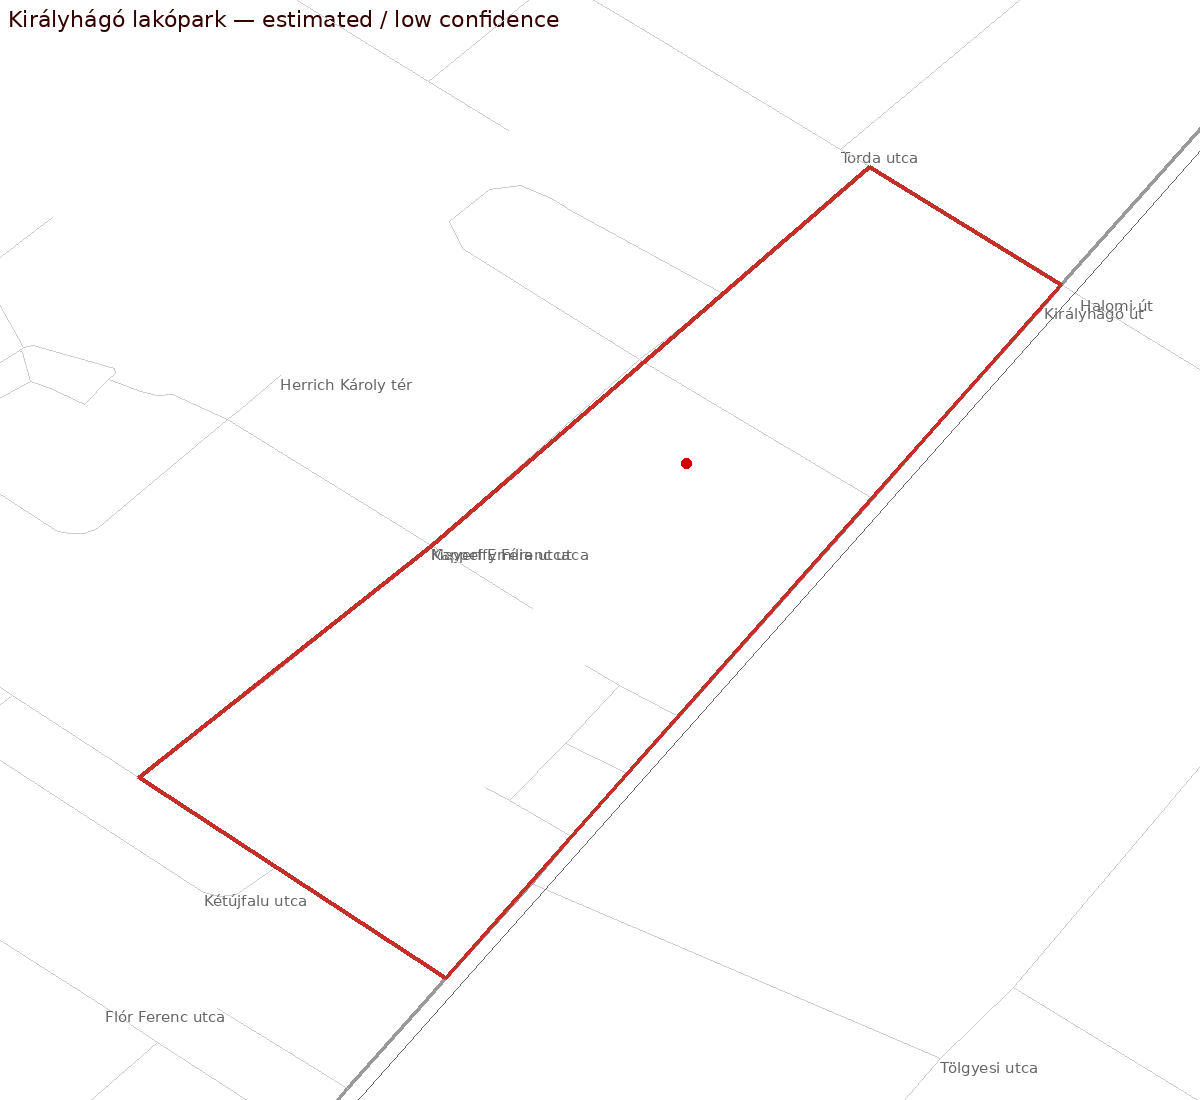 Királyhágó lakópark — estimated / low confidence
Torda utca
Halomi út
Királyhágó út
Herrich Károly tér
Kétújfalu utca
Flór Ferenc utca
Tölgyesi utca